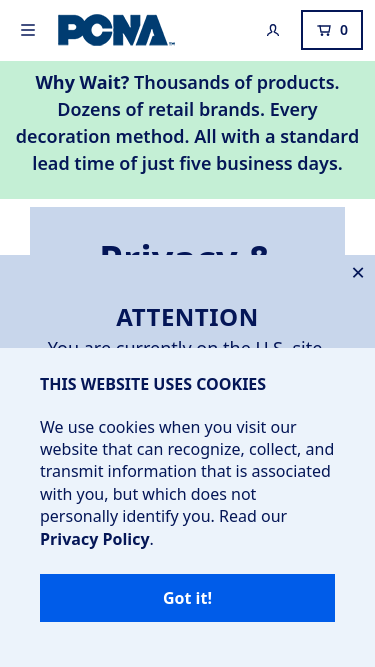 PCNA
0
Why Wait? Thousands of products.
Dozens of retail brands. Every
decoration method. All with a standard
lead time of just five business days.
Privacy &
ATTENTION
You are currently on the U.S. site.
THIS WEBSITE USES COOKIES
We use cookies when you visit our
website that can recognize, collect, and
transmit information that is associated
with you, but which does not
personally identify you. Read our
Privacy Policy.
Got it!